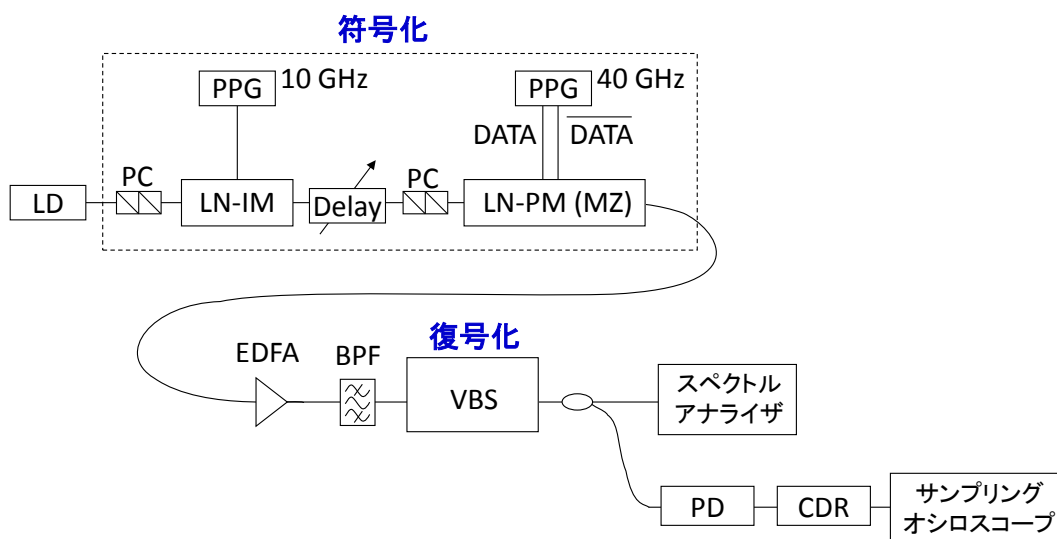 符号化
PPG
10 GHz
PPG
40 GHz
DATA
DATA
PC
PC
LD
LN-IM
Delay
LN-PM (MZ)
復号化
EDFA
BPF
VBS
スペクトル
アナライザ
PD
CDR
サンプリング
オシロスコープ